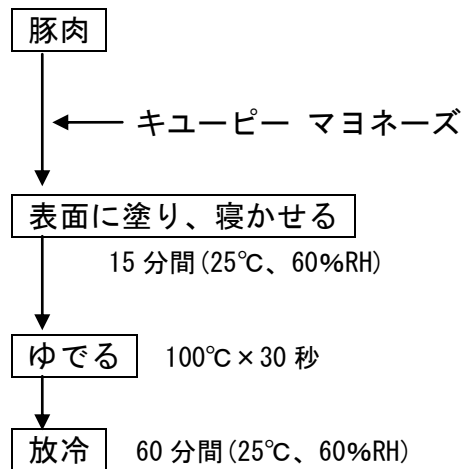 豚肉
キユーピー マヨネーズ
表面に塗り、寝かせる
15 分間(25℃、60%RH)
ゆでる 100℃×30 秒
放冷 60 分間(25℃、60%RH)